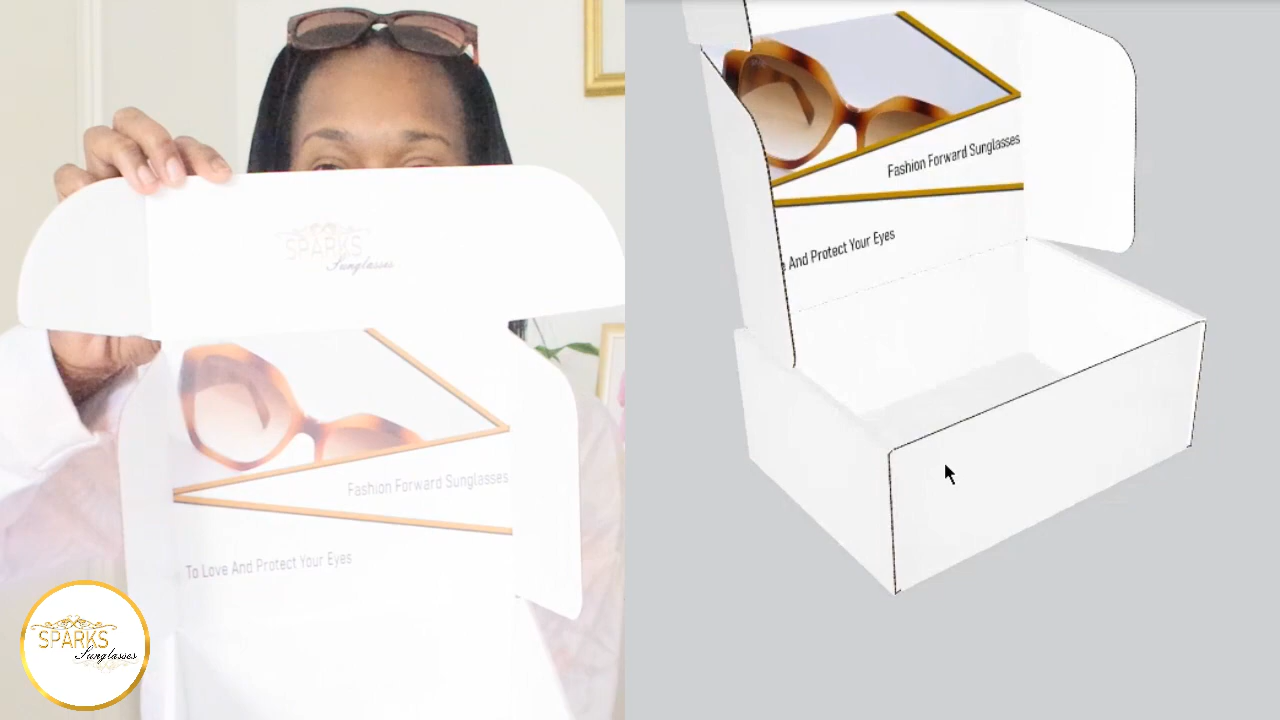 SPARKS
Sunglasses
Fashion Forward Sunglasses
To Love And Protect Your Eyes
SPARKS
Sunglasses
Fashion Forward Sunglasses
And Protect Your Eyes